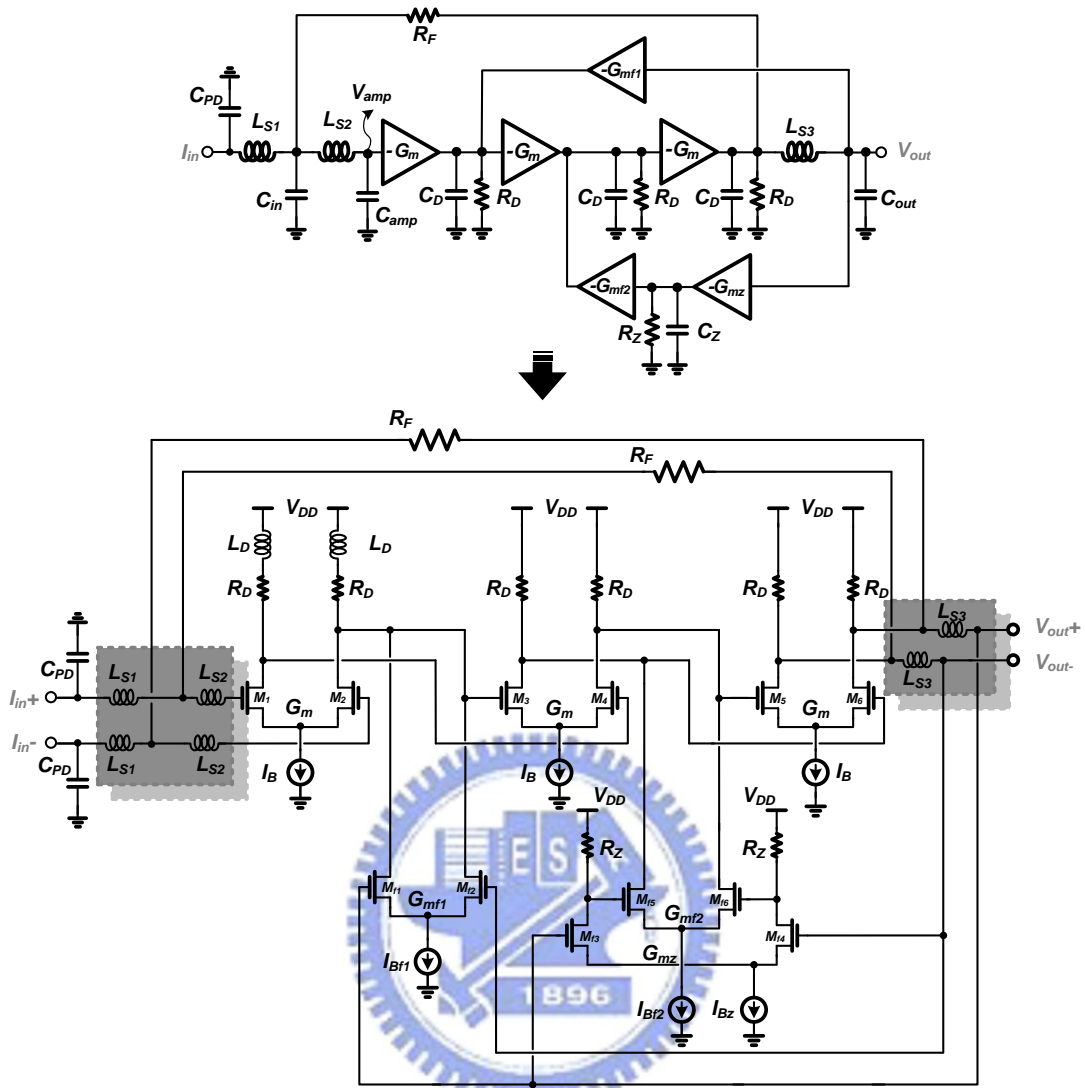 R_F
-G_mf1
C_PD
V_amp
L_S1
L_S2
L_S3
I_in
-G_m
-G_m
-G_m
V_out
C_in
C_amp
C_D
R_D
C_D
R_D
C_D
R_D
C_out
-G_mf2
-G_mz
R_Z
C_Z
R_F
R_F
V_DD
V_DD
V_DD
L_D
L_D
R_D
R_D
R_D
R_D
R_D
R_D
L_S3
V_out+
C_PD
L_S1
L_S2
L_S3
V_out-
I_in+
M_1
M_2
M_3
M_4
M_5
M_6
G_m
G_m
G_m
I_in-
L_S1
L_S2
C_PD
I_B
I_B
I_B
V_DD
V_DD
E S
R_Z
R_Z
M_f1
M_f2
M_f5
M_f6
G_mf1
G_mf2
M_f3
M_f4
G_mz
I_Bf1
1896
I_Bf2
I_Bz